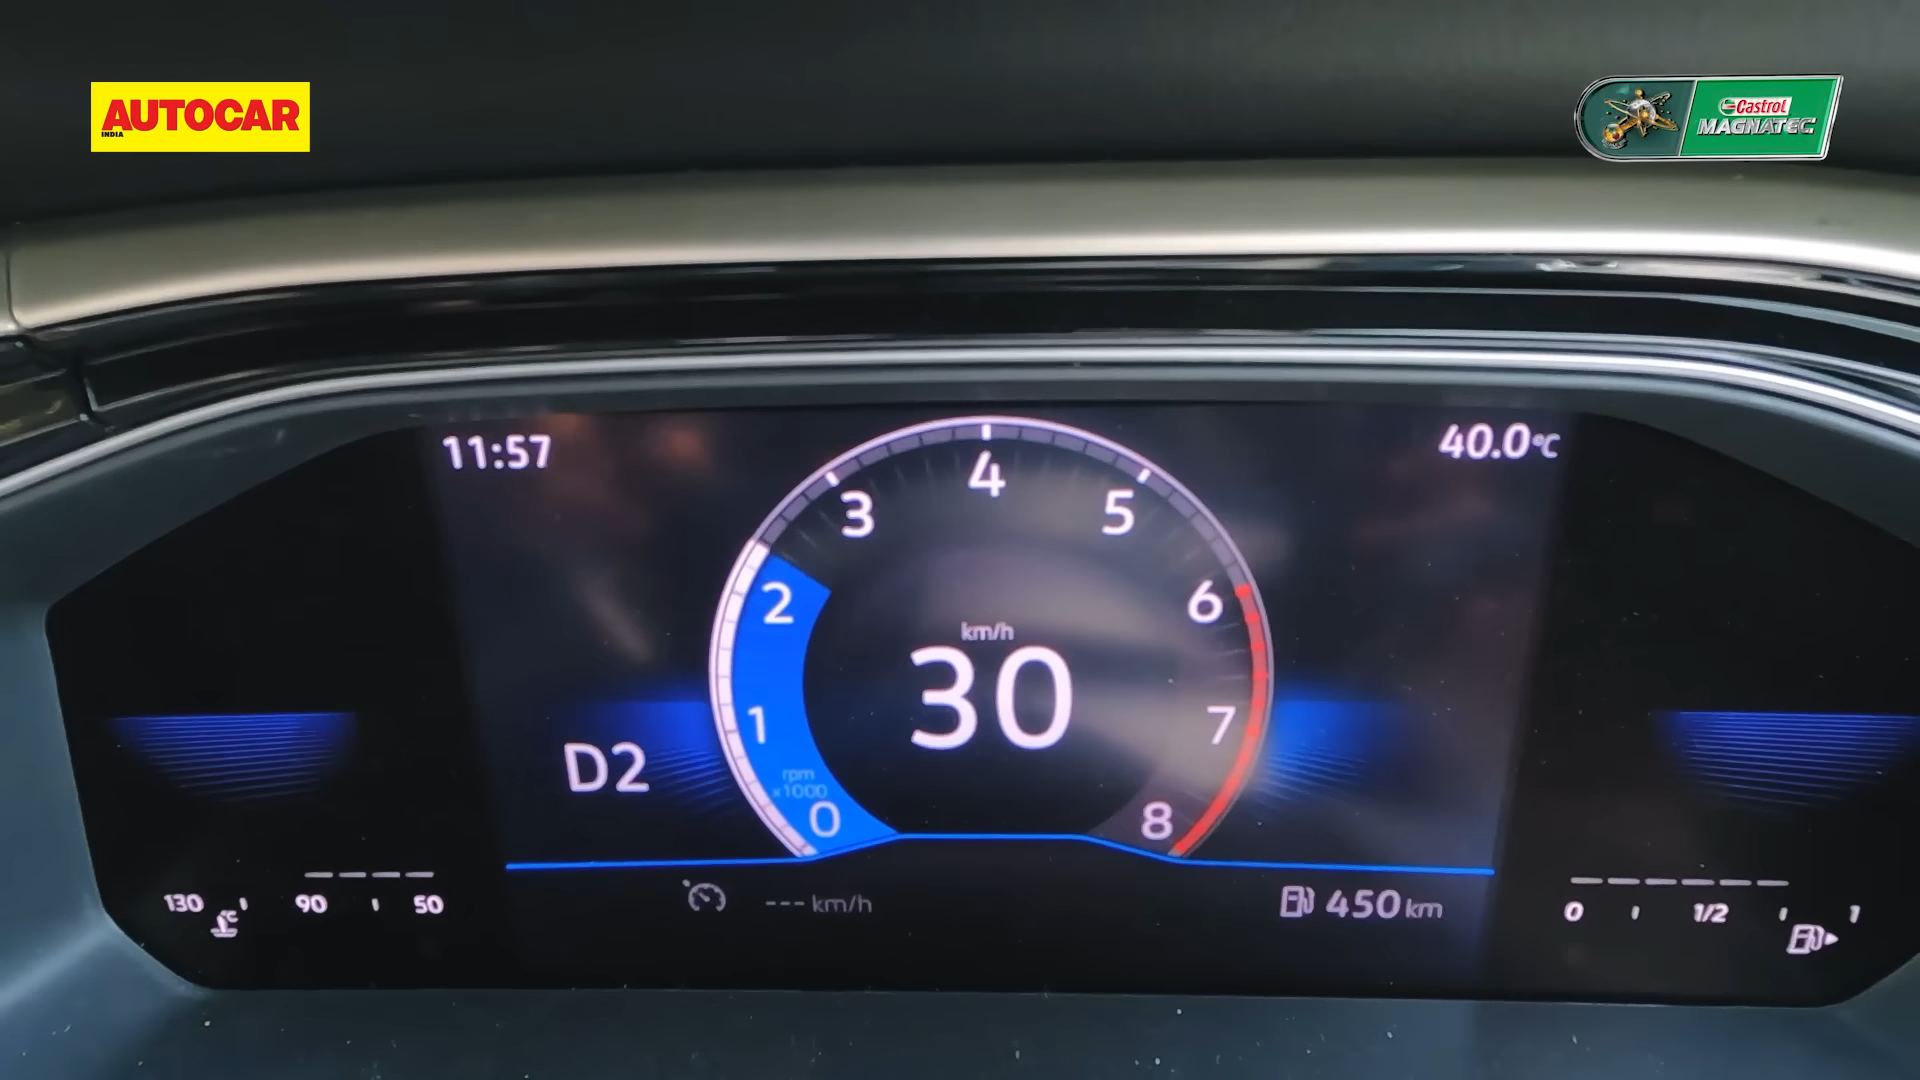 AUTOCAR
INDIA
Castrol
MAGNATEC
11:57
40.0°C
4
3
5
2
6
km/h
30
1
7
D2
rpm
x1000
0
8
130
°C
90
50
--- km/h
450 km
0
1/2
1